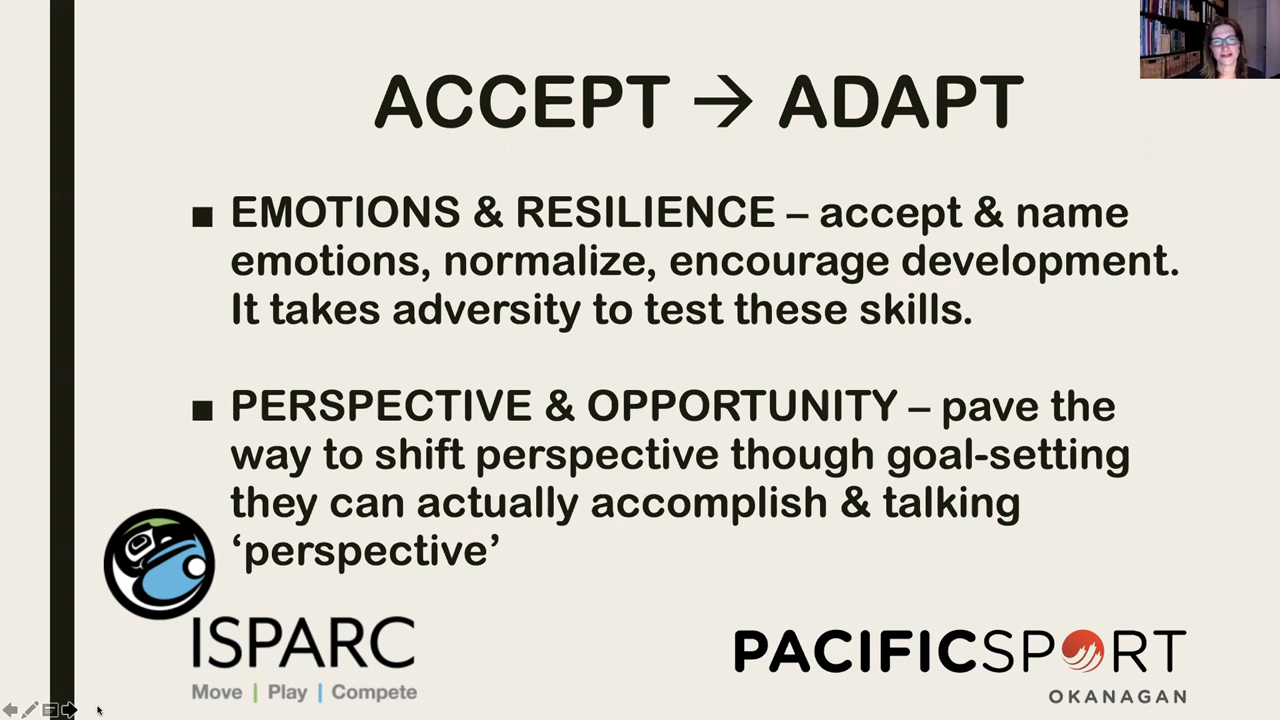 ACCEPT → ADAPT
■ EMOTIONS & RESILIENCE – accept & name
emotions, normalize, encourage development.
It takes adversity to test these skills.
■ PERSPECTIVE & OPPORTUNITY – pave the
way to shift perspective though goal-setting
they can actually accomplish & talking
‘perspective’
ISPARC
Move | Play | Compete
PACIFICSPORT
OKANAGAN